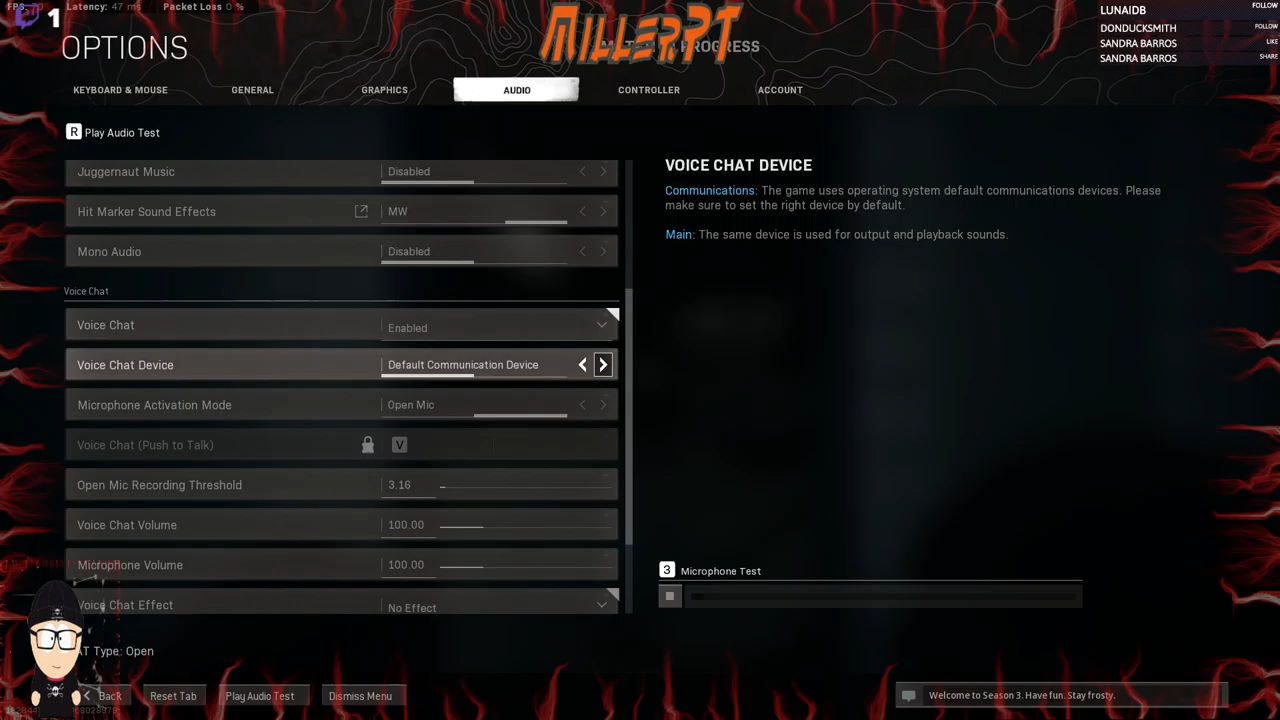 Latency: 47 ms
Packet Loss 0 %
1
OPTIONS
MILLERPT
PROGRESS
LUNAIDB FOLLOW
DONDUCKSMITH FOLLOW
SANDRA BARROS LIKE
SANDRA BARROS SHARE
KEYBOARD & MOUSE GENERAL GRAPHICS AUDIO CONTROLLER ACCOUNT
R Play Audio Test
Juggernaut Music Disabled
Hit Marker Sound Effects MW
Mono Audio Disabled
Voice Chat
Voice Chat Enabled
Voice Chat Device Default Communication Device
Microphone Activation Mode Open Mic
Voice Chat (Push to Talk) V
Open Mic Recording Threshold 3.16
Voice Chat Volume 100.00
Microphone Volume 100.00
Voice Chat Effect No Effect
VOICE CHAT DEVICE
Communications: The game uses operating system default communications devices. Please
make sure to set the right device by default.
Main: The same device is used for output and playback sounds.
3 Microphone Test
Type: Open
Back Reset Tab Play Audio Test Dismiss Menu
Welcome to Season 3. Have fun. Stay frosty.